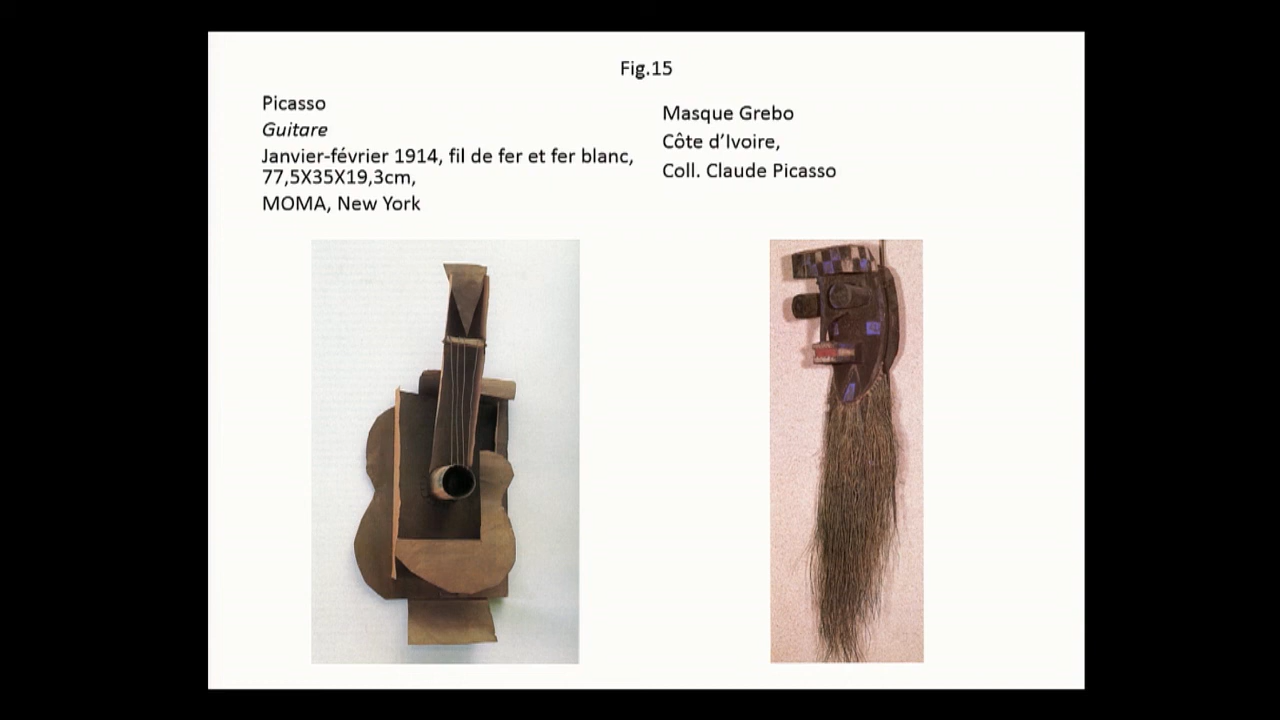 Fig.15
Picasso
Guitare
Janvier-février 1914, fil de fer et fer blanc,
77,5X35X19,3cm,
MOMA, New York
Masque Grebo
Côte d’Ivoire,
Coll. Claude Picasso